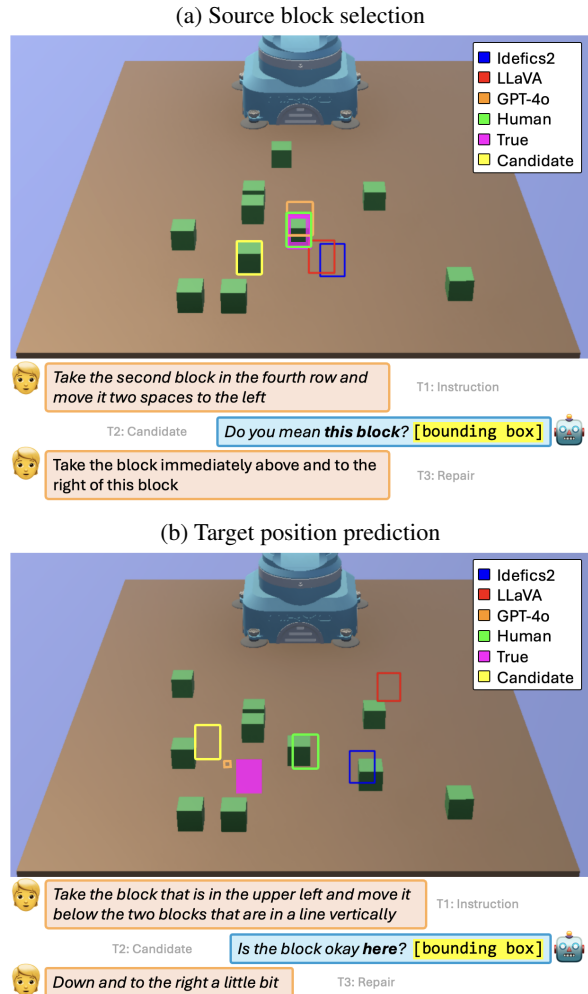 (a) Source block selection
Idefics2
LLaVA
GPT-4o
Human
True
Candidate
Take the second block in the fourth row and
move it two spaces to the left
T1: Instruction
T2: Candidate
Do you mean this block? [bounding box]
Take the block immediately above and to the
right of this block
T3: Repair
(b) Target position prediction
Idefics2
LLaVA
GPT-4o
Human
True
Candidate
Take the block that is in the upper left and move it
below the two blocks that are in a line vertically
T1: Instruction
T2: Candidate
Is the block okay here? [bounding box]
Down and to the right a little bit
T3: Repair